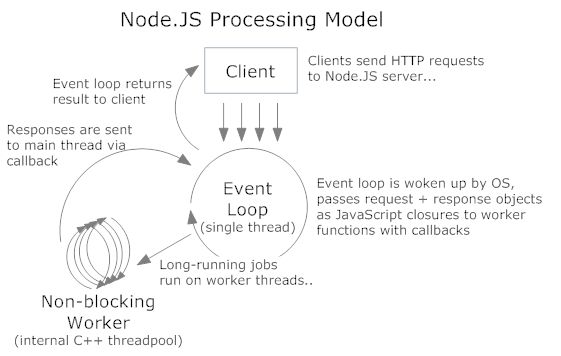 Node.JS Processing Model
Client
Clients send HTTP requests
to Node.JS server...
Event loop returns
result to client
Responses are sent
to main thread via
callback
Event
Loop
(single thread)
Event loop is woken up by OS,
passes request + response objects
as JavaScript closures to worker
functions with callbacks
Long-running jobs
run on worker threads..
Non-blocking
Worker
(internal C++ threadpool)